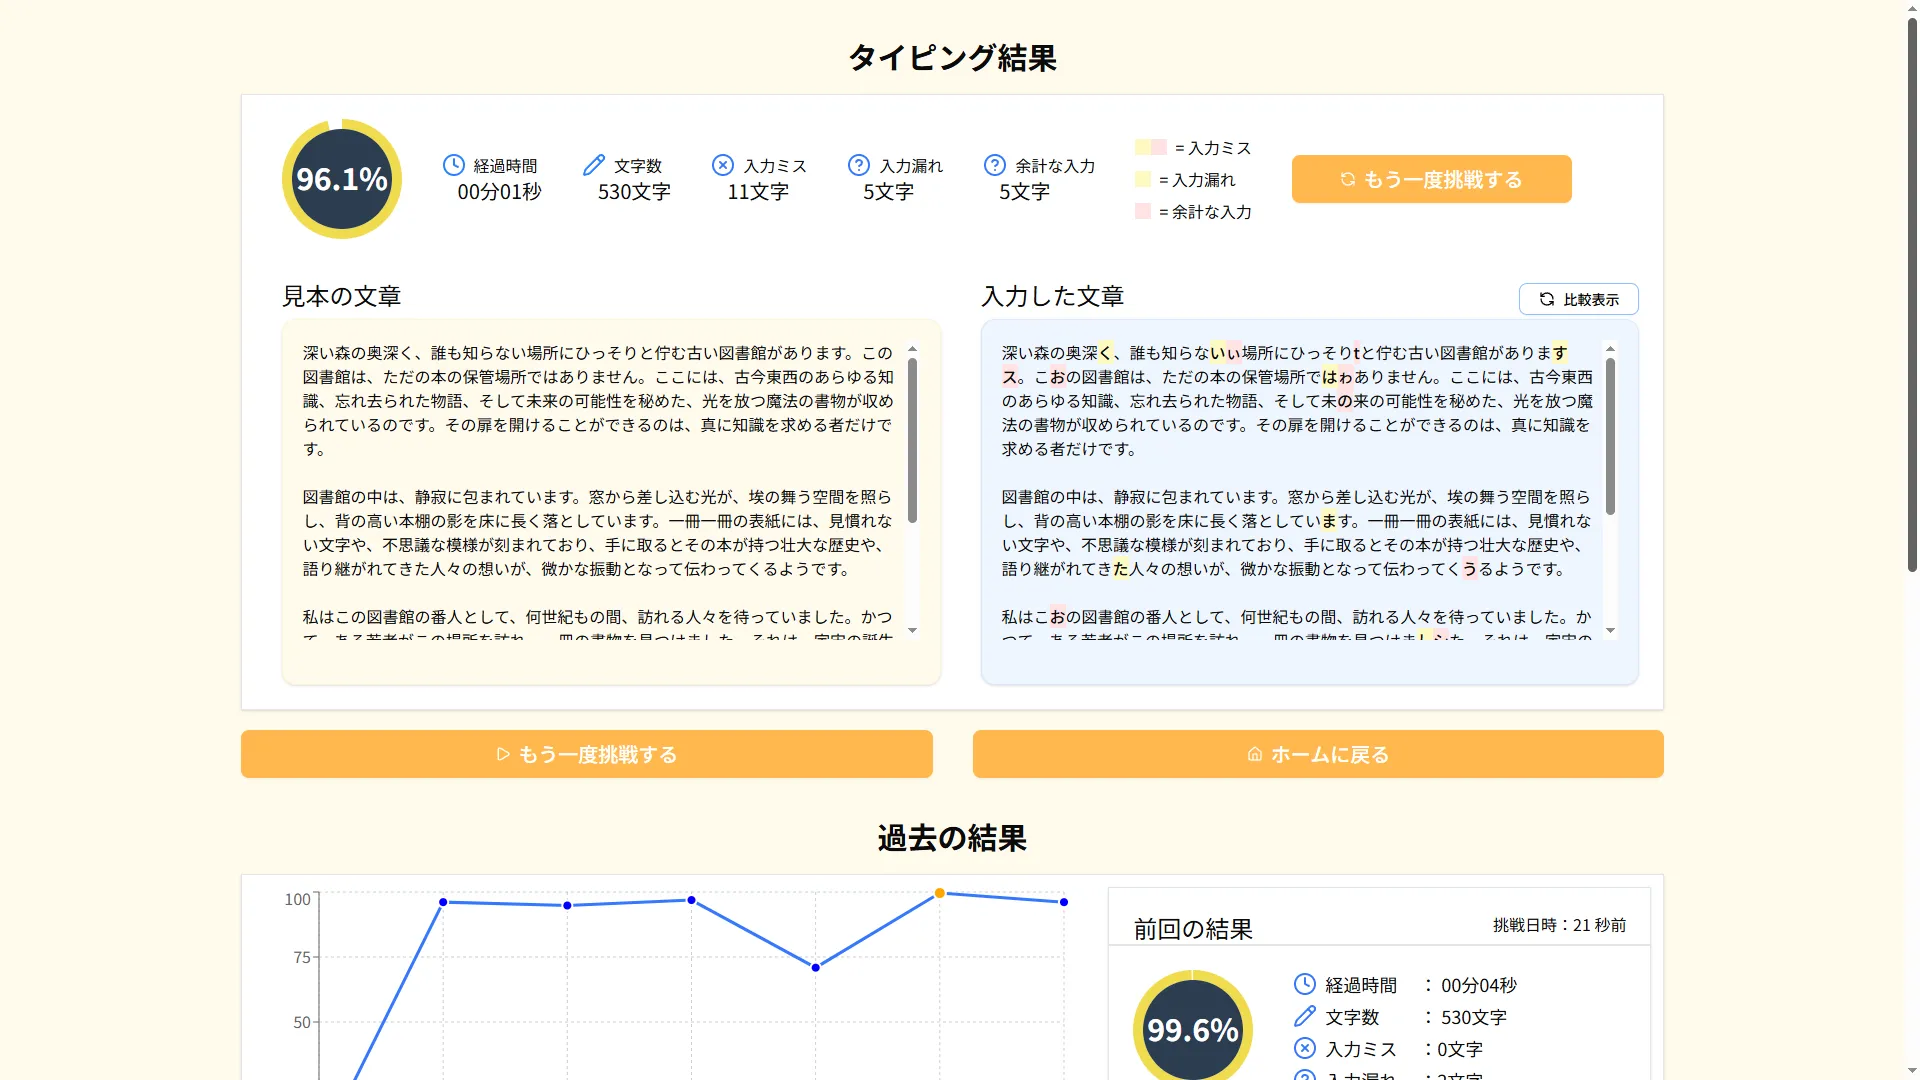 タイピング結果
96.1%
経過時間
00分01秒
文字数
530文字
入力ミス
11文字
入力漏れ
5文字
余計な入力
5文字
= 入力ミス
= 入力漏れ
= 余計な入力
もう一度挑戦する
見本の文章
深い森の奥深く、誰も知らない場所にひっそりと佇む古い図書館があります。この
図書館は、ただの本の保管場所ではありません。ここには、古今東西のあらゆる知
識、忘れ去られた物語、そして未来の可能性を秘めた、光を放つ魔法の書物が収め
られているのです。その扉を開けることができるのは、真に知識を求める者だけで
す。
図書館の中は、静寂に包まれています。窓から差し込む光が、埃の舞う空間を照ら
し、背の高い本棚の影を床に長く落としています。一冊一冊の表紙には、見慣れな
い文字や、不思議な模様が刻まれており、手に取るとその本が持つ壮大な歴史や、
語り継がれてきた人々の想いが、微かな振動となって伝わってくるようです。
私はこの図書館の番人として、何世紀もの間、訪れる人々を待っていました。かつ
て、ある若者がこの場所を訪れ、一冊の書物を見つけました。それは、宇宙の誕生
入力した文章
比較表示
深い森の奥深く、誰も知らないぃ場所にひっそりtと佇む古い図書館があります
ス。こおの図書館は、ただの本の保管場所ではゎありません。ここには、古今東西
のあらゆる知識、忘れ去られた物語、そして未の来の可能性を秘めた、光を放つ魔
法の書物が収められているのです。その扉を開けることができるのは、真に知識を
求める者だけです。
図書館の中は、静寂に包まれています。窓から差し込む光が、埃の舞う空間を照ら
し、背の高い本棚の影を床に長く落としています。一冊一冊の表紙には、見慣れな
い文字や、不思議な模様が刻まれており、手に取るとその本が持つ壮大な歴史や、
語り継がれてきた人々の想いが、微かな振動となって伝わってくうるようです。
私はこおの図書館の番人として、何世紀もの間、訪れる人々を待っていました。か
つて、ある若者がこの場所を訪れ、一冊の書物を見つけましシた。それは、宇宙の
もう一度挑戦する
ホームに戻る
過去の結果
100
75
50
前回の結果
挑戦日時：21 秒前
99.6%
経過時間 ： 00分04秒
文字数 ： 530文字
入力ミス ：0文字
入力漏れ ：2文字